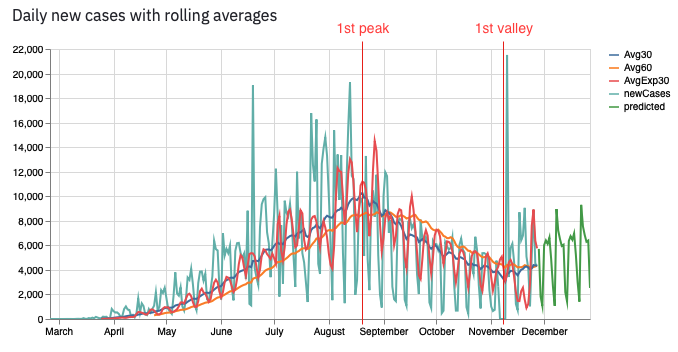 Daily new cases with rolling averages
1st peak 1st valley
22,000
20,000
18,000
16,000
14,000
12,000
10,000
8,000
6,000
4,000
2,000
0
March April May June July August September October November December
Avg30
Avg60
AvgExp30
newCases
predicted